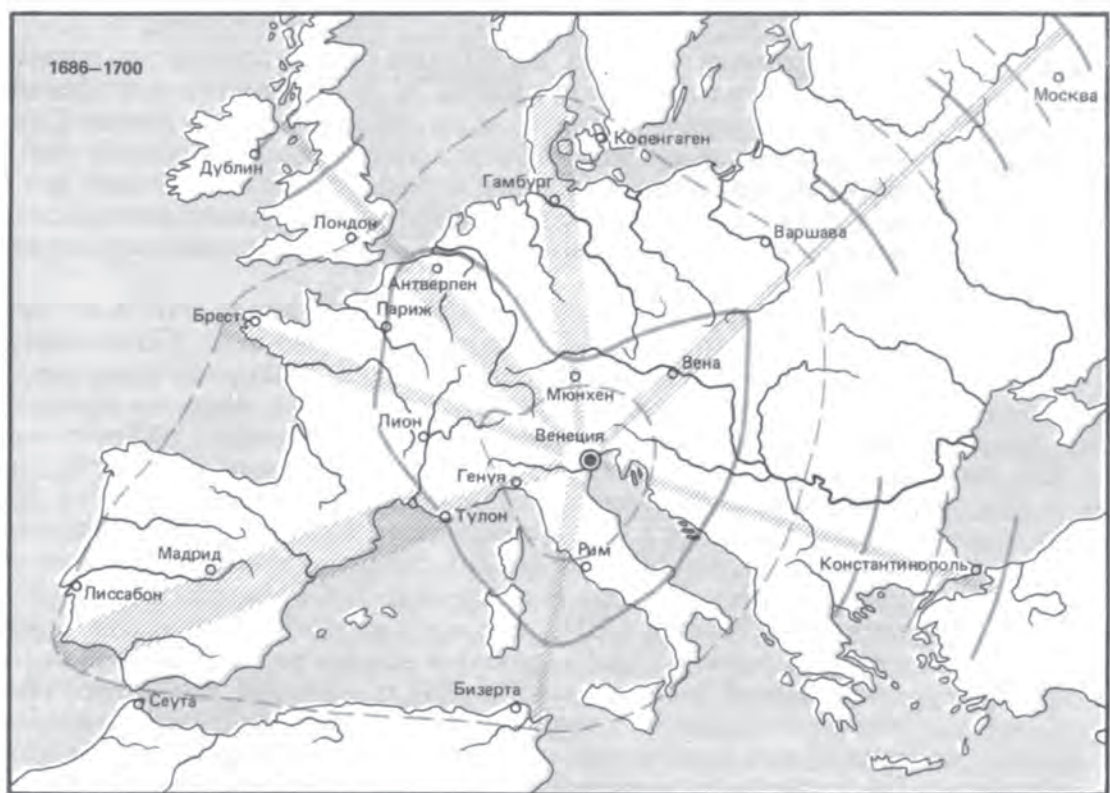 1686–1700
Москва
Копенгаген
Дублин
Гамбург
Лондон
Варшава
Антверпен
Париж
Брест
Вена
Мюнхен
Лион
Венеция
Генуя
Тулон
Мадрид
Рим
Константинополь
Лиссабон
Бизерта
Сеута